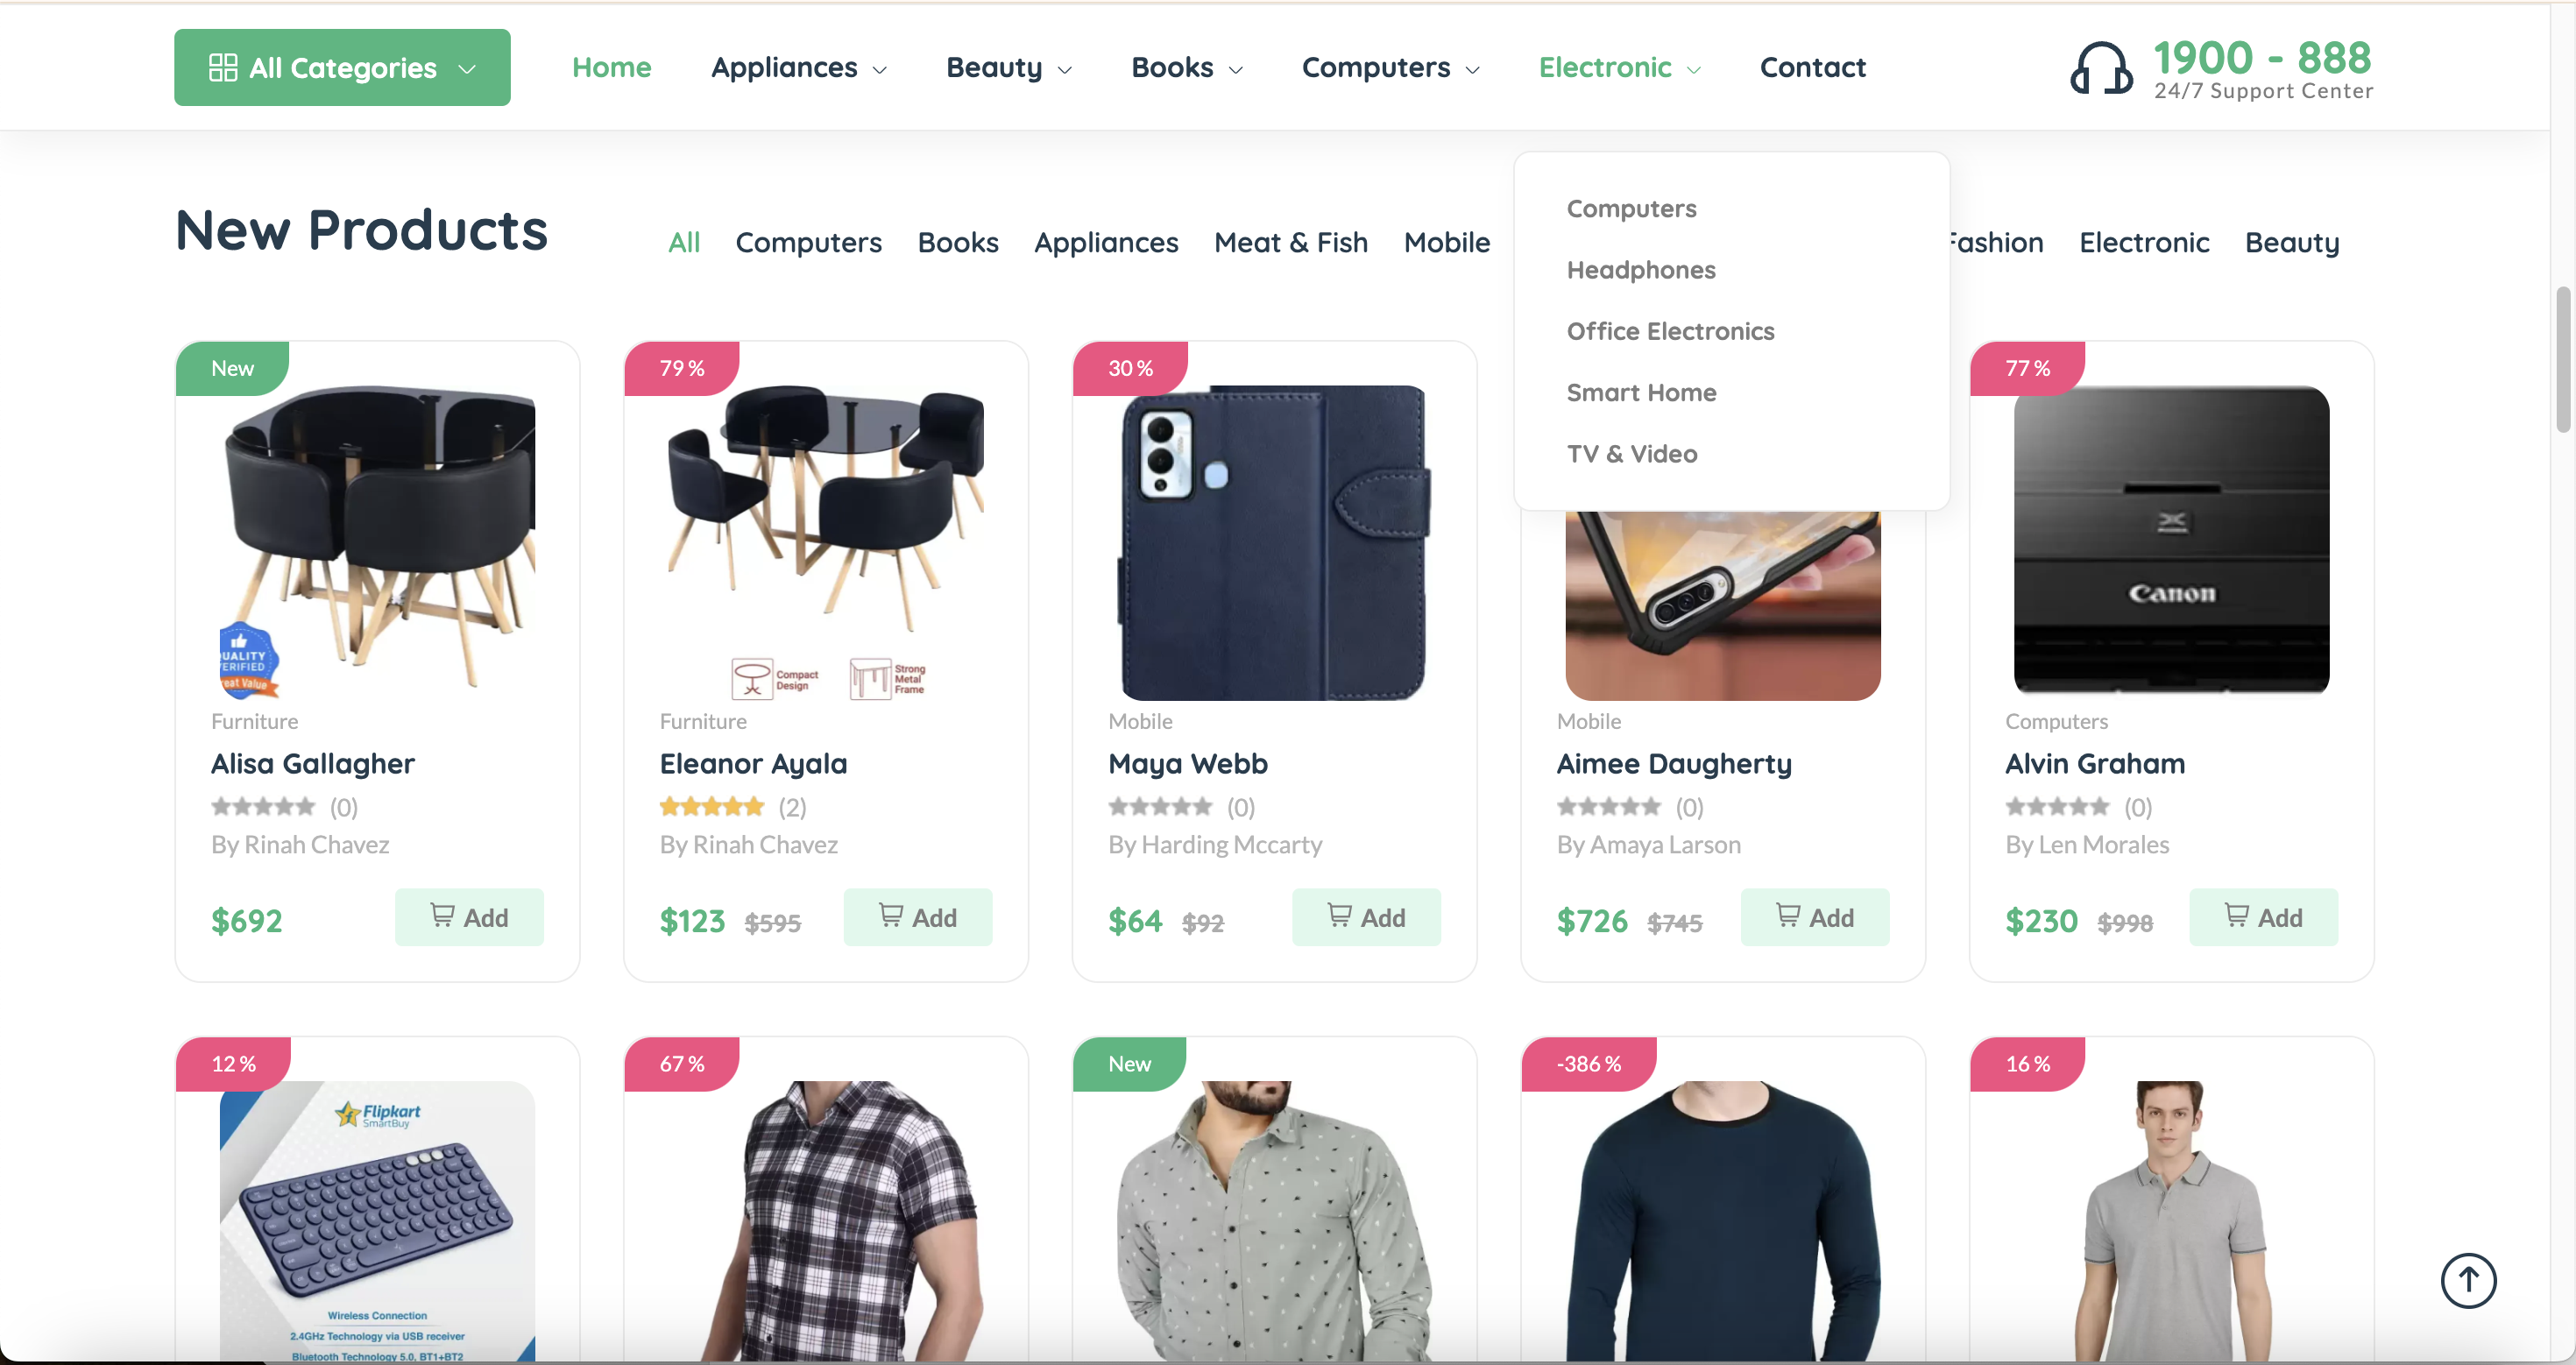 All Categories
Home
Appliances
Beauty
Books
Computers
Electronic
Contact
1900 - 888
24/7 Support Center
Computers
Headphones
Office Electronics
Smart Home
TV & Video
New Products
All
Computers
Books
Appliances
Meat & Fish
Mobile
Fashion
Electronic
Beauty
New
UALITY
ERIFIED
eat Value
Furniture
Alisa Gallagher
(0)
By Rinah Chavez
$692
Add
79 %
Compact
Design
Strong
Metal
Frame
Furniture
Eleanor Ayala
(2)
By Rinah Chavez
$123 $595
Add
30 %
Mobile
Maya Webb
(0)
By Harding Mccarty
$64 $92
Add
Mobile
Aimee Daugherty
(0)
By Amaya Larson
$726 $745
Add
77 %
Canon
Computers
Alvin Graham
(0)
By Len Morales
$230 $998
Add
12 %
Flipkart
SmartBuy
Wireless Connection
2.4GHz Technology via USB receiver
Bluetooth Technology 5.0, BT1+BT2
67 %
New
-386 %
16 %